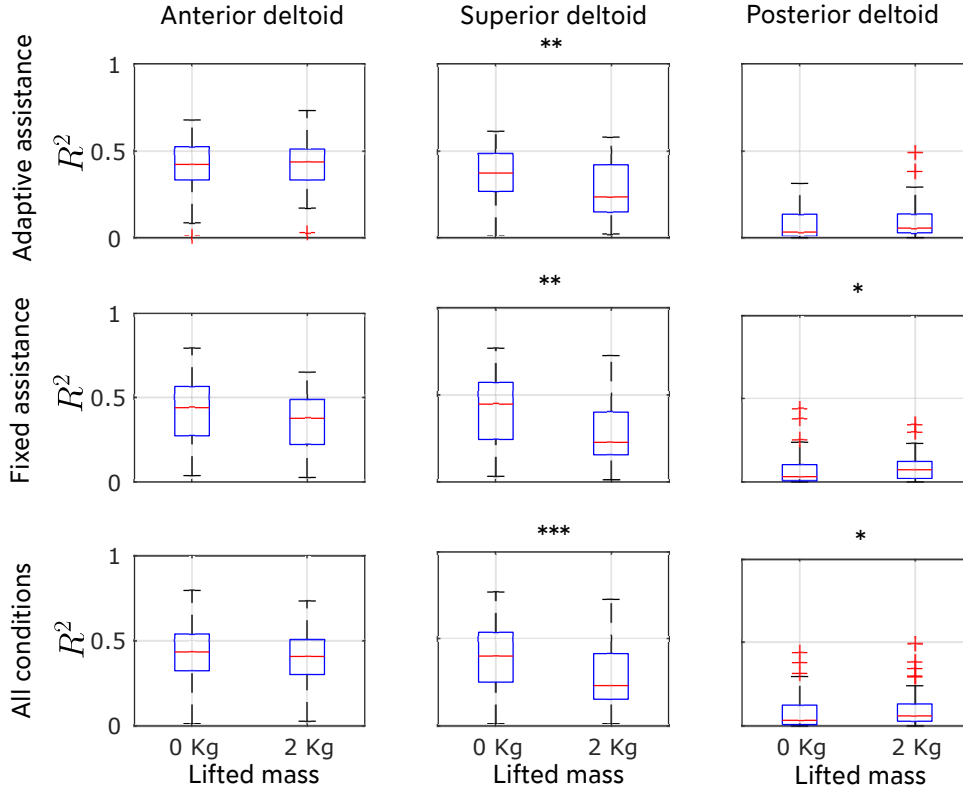 Anterior deltoid
Superior deltoid
Posterior deltoid
**
Adaptive assistance
R²
1
0.5
0
**
*
Fixed assistance
R²
1
0.5
0
***
*
All conditions
R²
1
0.5
0
0 Kg 2 Kg
0 Kg 2 Kg
0 Kg 2 Kg
Lifted mass
Lifted mass
Lifted mass